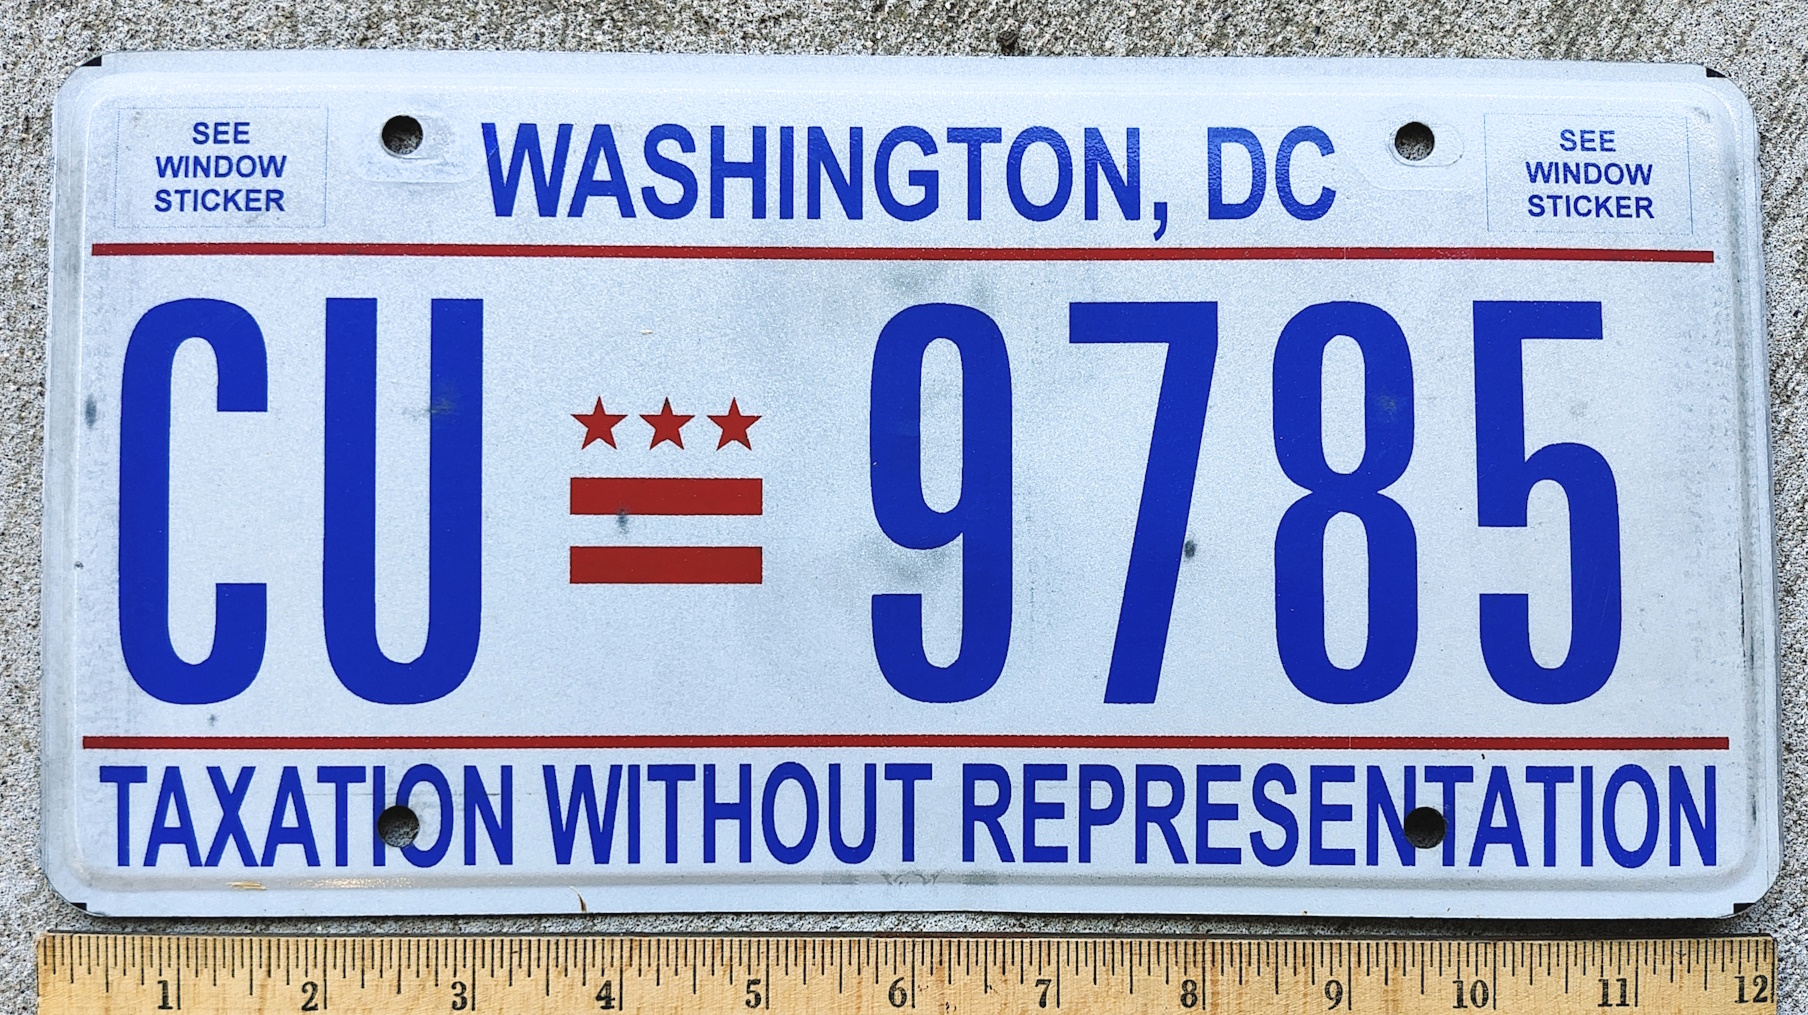 SEE
WINDOW
STICKER
WASHINGTON, DC
SEE
WINDOW
STICKER
CU 9785
TAXATION WITHOUT REPRESENTATION
1 2 3 4 5 6 7 8 9 10 11 12